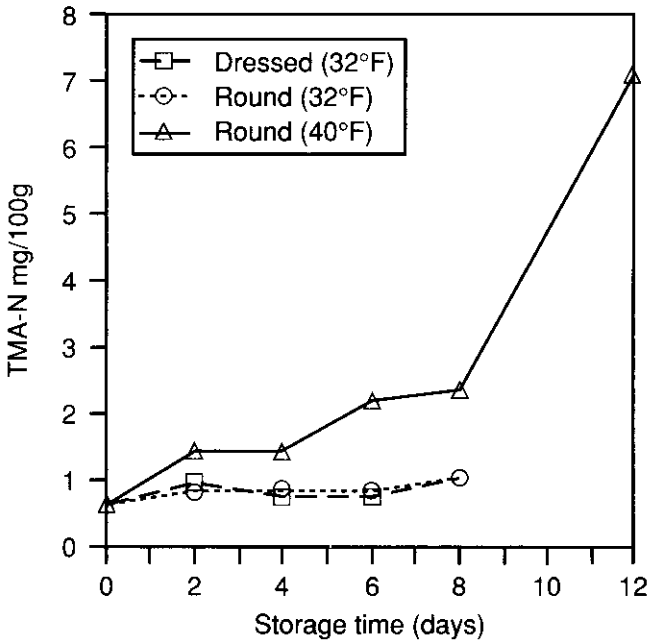 8
7
6
5
4
3
2
1
0
TMA-N mg/100g
Dressed (32°F)
Round (32°F)
Round (40°F)
0 2 4 6 8 10 12
Storage time (days)